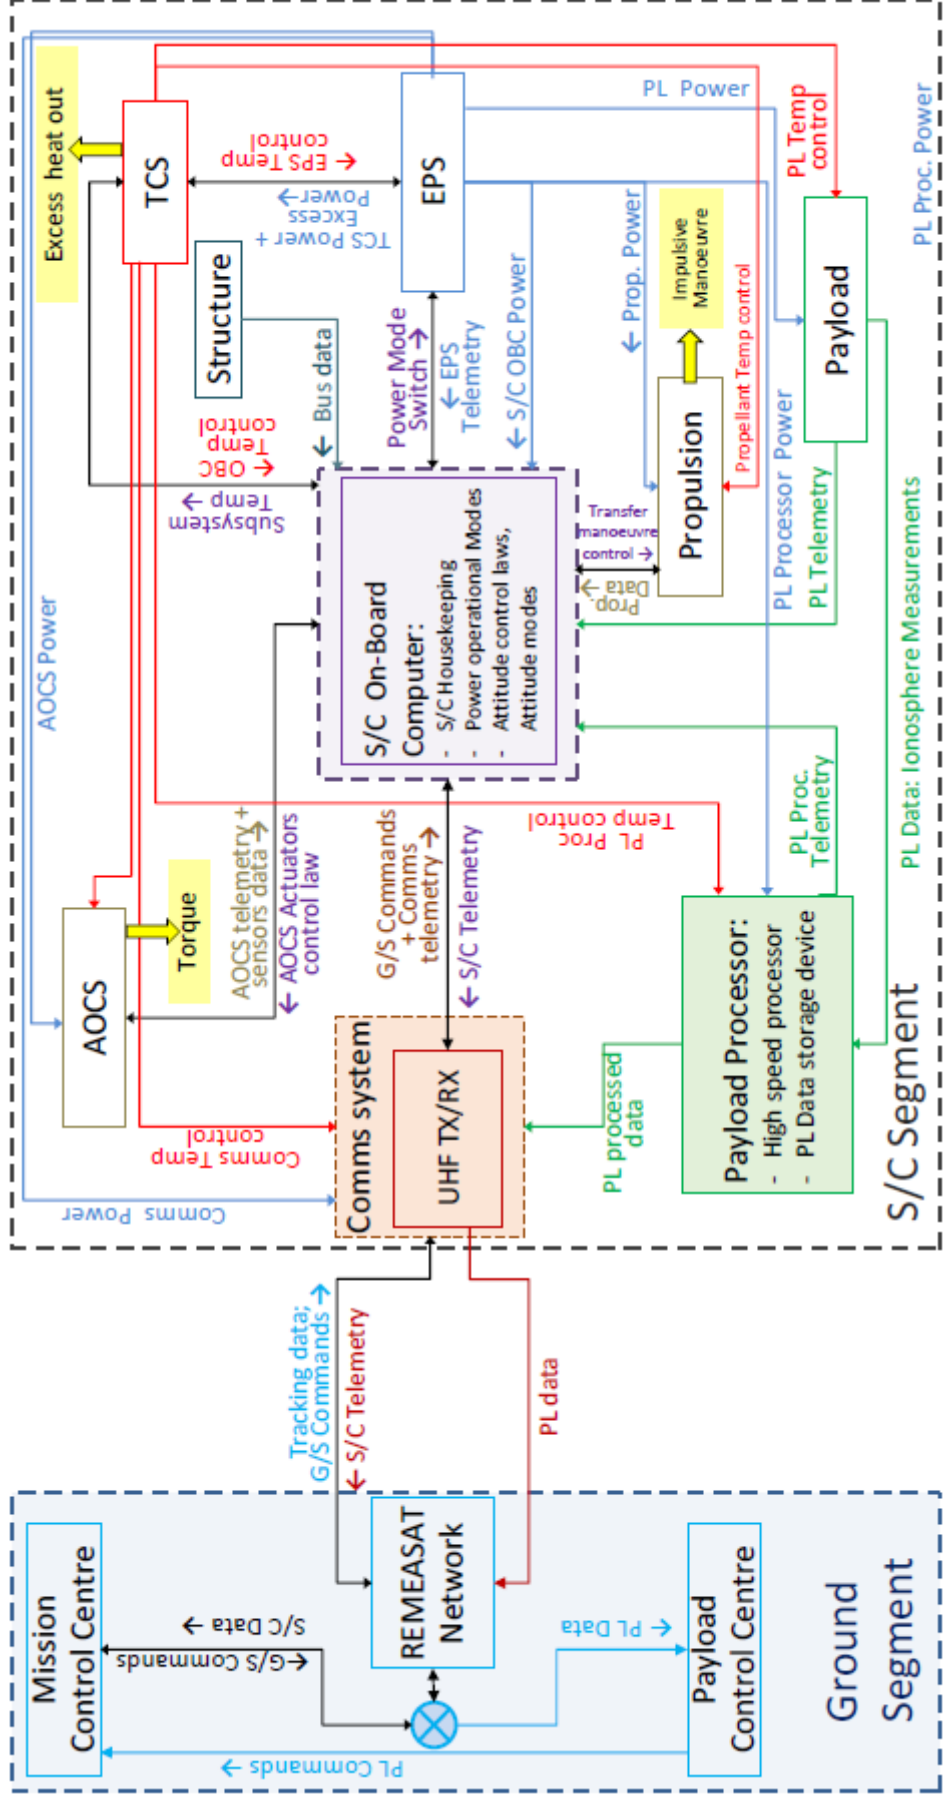 Mission
Control Centre
PL Commands →
←G/S Commands
S/C Data →
REMEASAT
Network
← PL Data
Payload
Control Centre
Ground
Segment
Tracking data;
G/S Commands →
← S/C Telemetry
PL data
Comms Power
Comms Temp
control
Comms system
UHF TX/RX
PL processed
data
AOCS
Torque
AOCS Power
AOCS telemetry +
sensors data →
← AOCS Actuators
control law
G/S Commands
+ Comms
telemetry →
← S/C Telemetry
PL Proc
Temp control
Payload Processor:
- High speed processor
- PL Data storage device
PL Proc.
Telemetry
S/C Segment
S/C On-Board
Computer:
- S/C Housekeeping
- Power operational Modes
- Attitude control laws,
Attitude modes
Subsystem
Temp →
← OBC
Temp
control
← Bus data
Structure
TCS
Excess heat out
← EPS Temp
control
TCS Power +
Excess
Power →
EPS
Power Mode
Switch →
← EPS
Telemetry
← S/C OBC Power
Transfer
manoeuvre
control →
Prop.
Data →
Propulsion
Impulsive
Manoeuvre
← Prop. Power
Propellant Temp control
PL Power
PL Temp
control
PL Processor Power
Payload
PL Telemetry
PL Data: Ionosphere Measurements
PL Proc. Power